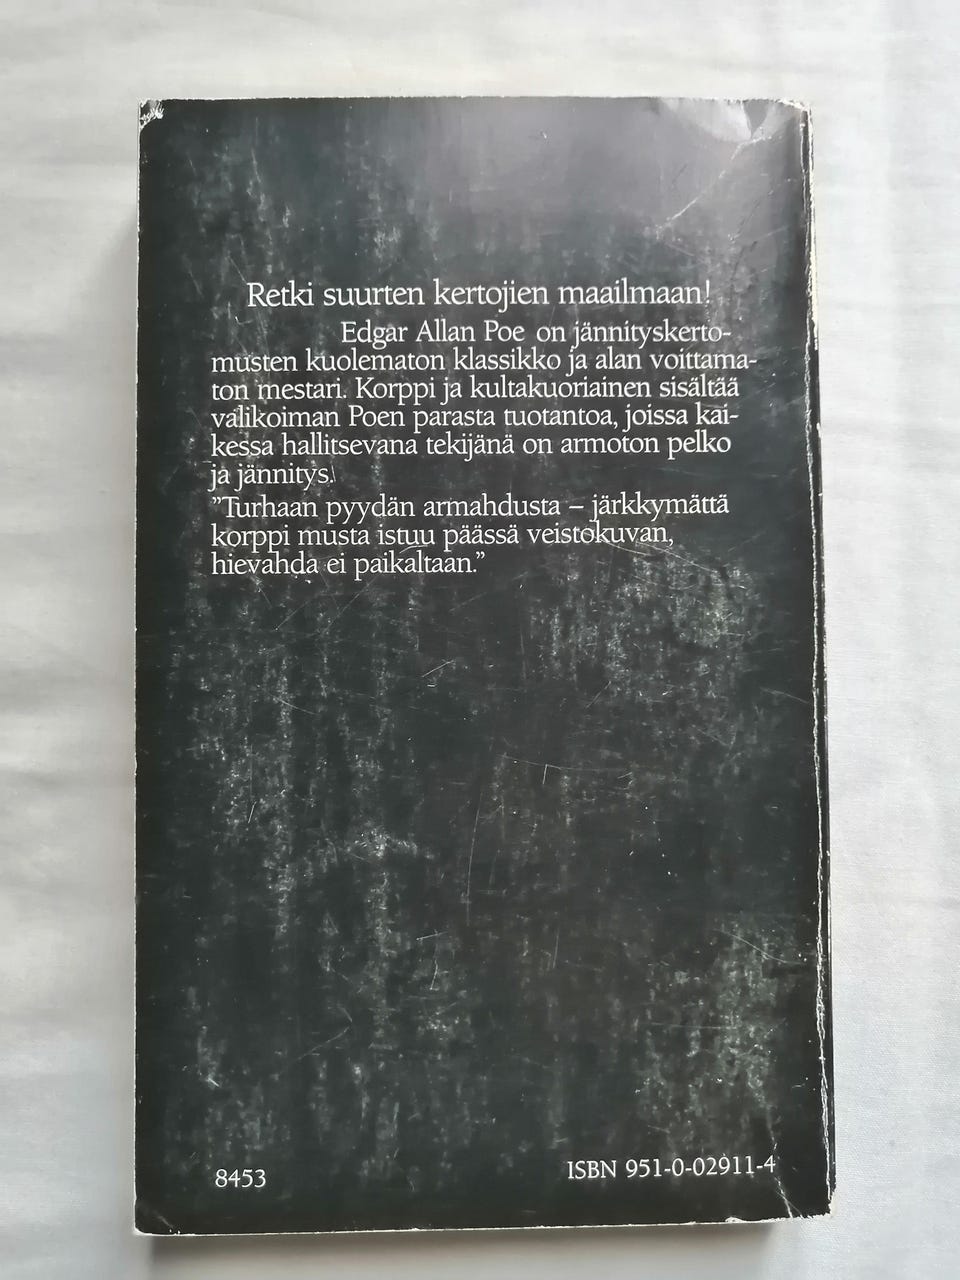 Retki suurten kertojien maailmaan!
Edgar Allan Poe on jännityskerto-
musten kuolematon klassikko ja alan voittama-
ton mestari. Korppi ja kultakuoriainen sisältää
valikoiman Poen parasta tuotantoa, joissa kai-
kessa hallitsevana tekijänä on armoton pelko
ja jännitys.
”Turhaan pyydän armahdusta – järkkymättä
korppi musta istuu päässä veistokuvan,
hievahda ei paikaltaan.”
8453
ISBN 951-0-02911-4